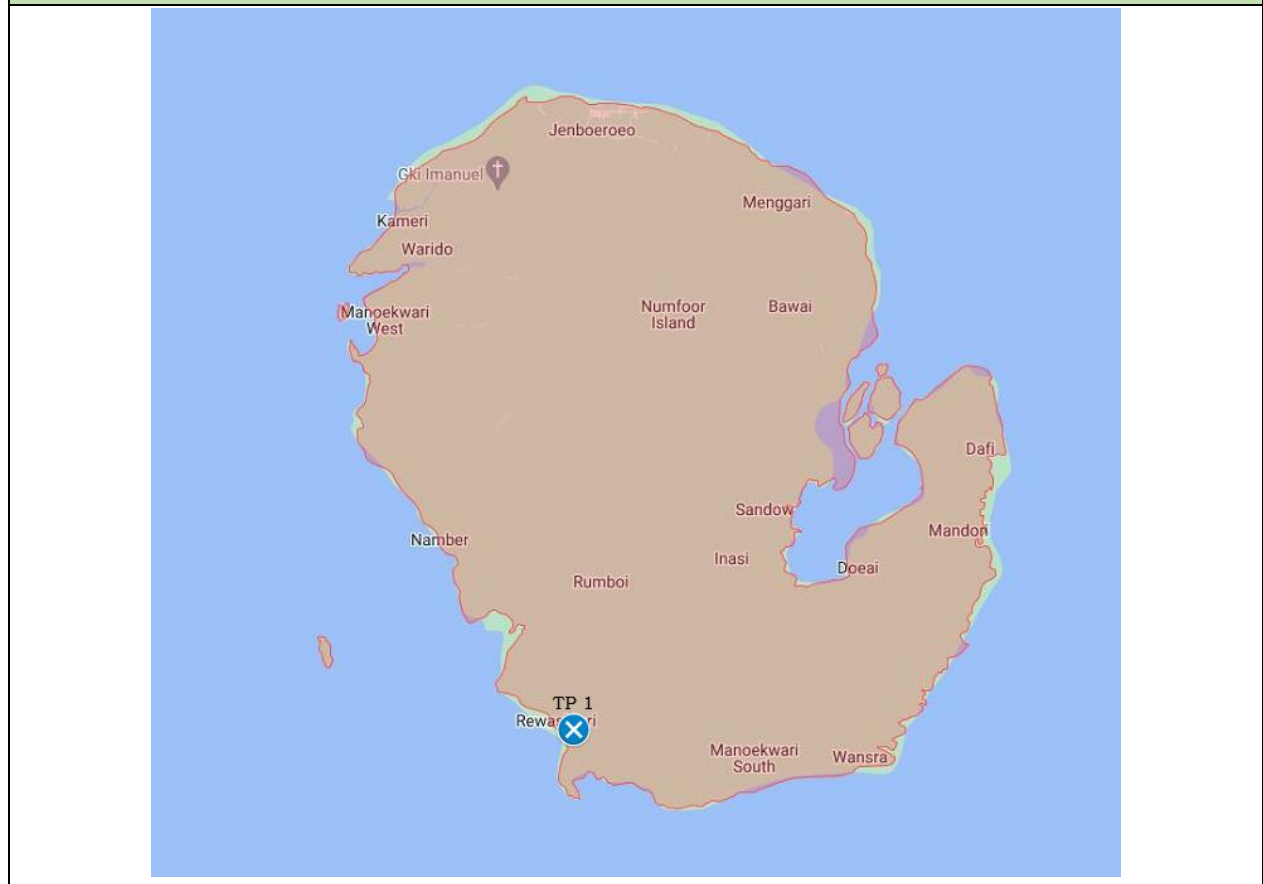 Jenboeroeo
Gki Imanuel
Menggari
Kameri
Warido
Manoekwari
West
Numfoor
Island
Bawai
Dafi
Sandow
Mandori
Namber
Inasi
Doeai
Rumboi
TP 1
Manoekwari
South
Wansra